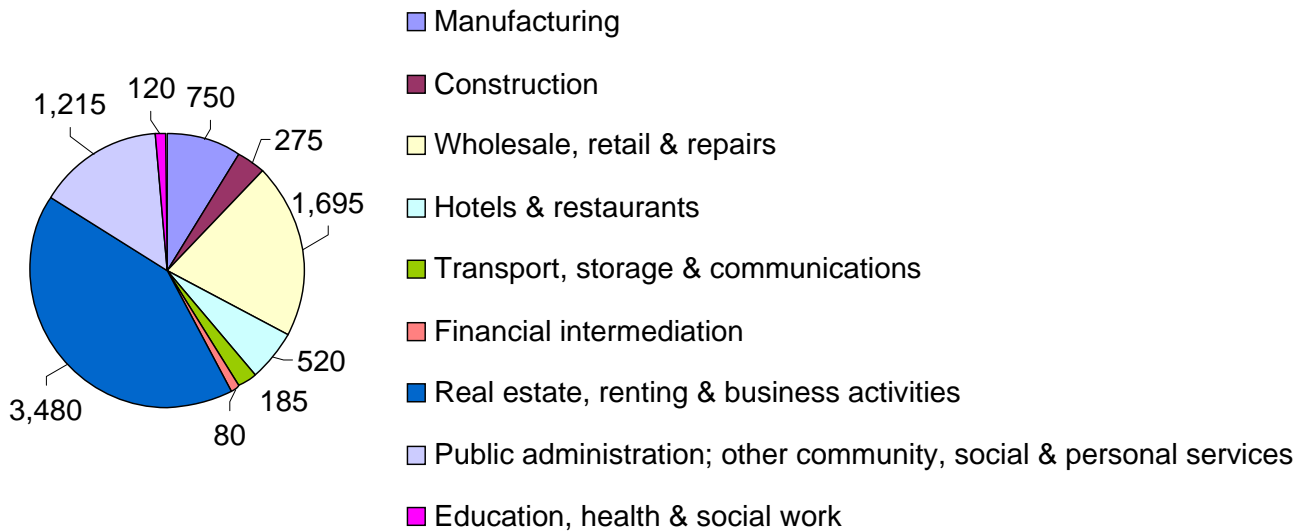 Manufacturing
Construction
Wholesale, retail & repairs
Hotels & restaurants
Transport, storage & communications
Financial intermediation
Real estate, renting & business activities
Public administration; other community, social & personal services
Education, health & social work
750
275
1,695
520
185
80
3,480
1,215
120